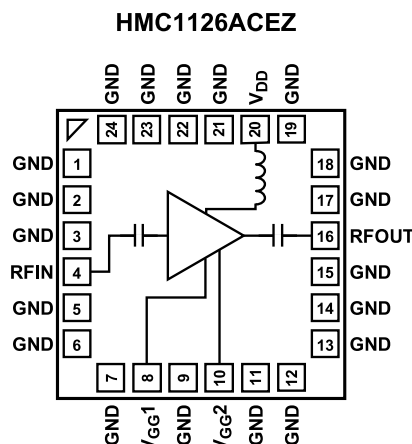 HMC1126ACEZ
GND GND GND GND VDD GND
24 23 22 21 20 19
GND 1
GND 2
GND 3
RFIN 4
GND 5
GND 6
18 GND
17 GND
16 RFOUT
15 GND
14 GND
13 GND
7 8 9 10 11 12
GND VGG1 GND VGG2 GND GND